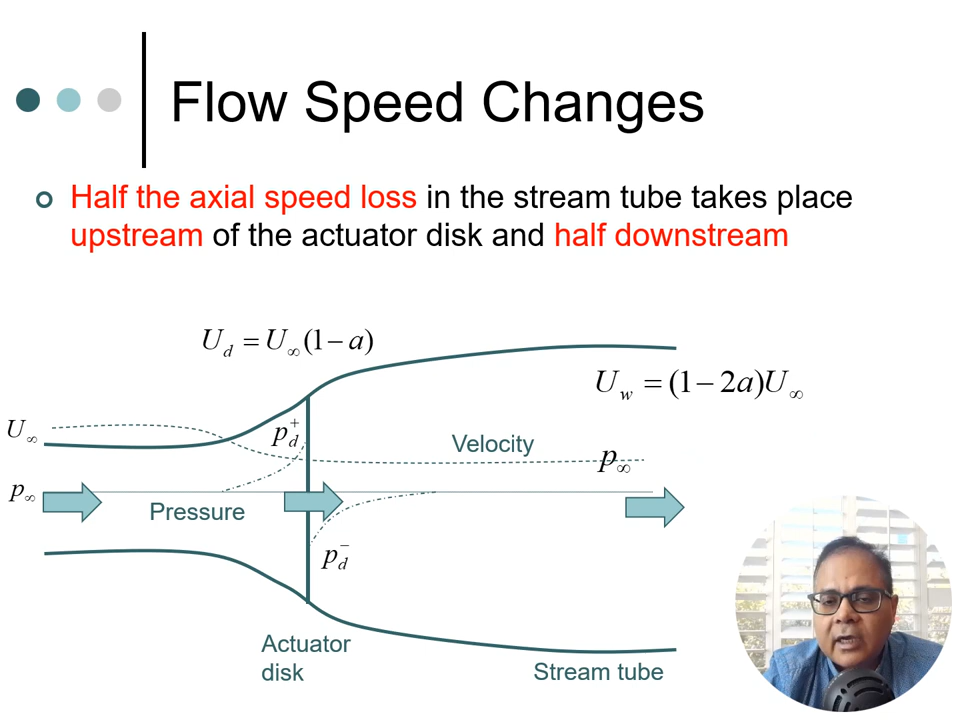 Flow Speed Changes
Half the axial speed loss in the stream tube takes place
upstream of the actuator disk and half downstream
U_d = U_∞(1 − a)
U_w = (1 − 2a)U_∞
U_∞
p_d^+
Velocity
p_∞
p_∞
Pressure
p_d^−
Actuator
disk
Stream tube